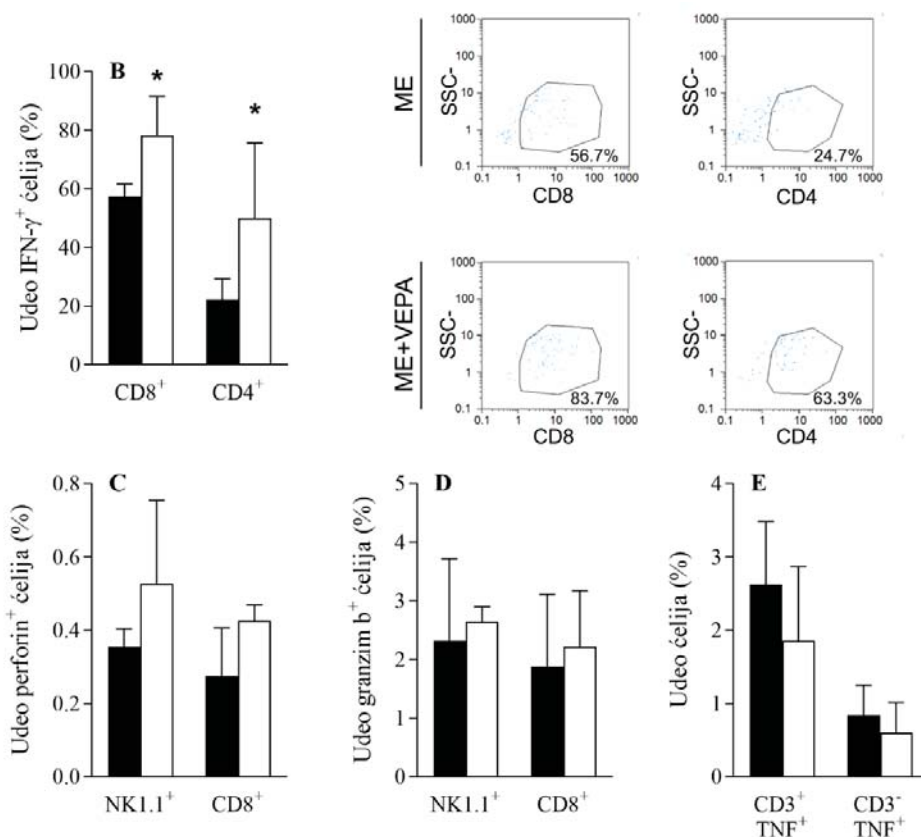 B
Udeo IFN-γ⁺ ćelija (%)
100
80
60
40
20
0
*
*
CD8⁺
CD4⁺
ME
SSC-
1000
100
10
1
0.1
56.7%
0.1 1 10 100 1000
CD8
SSC-
1000
100
10
1
0.1
24.7%
0.1 1 10 100 1000
CD4
ME+VEPA
SSC-
1000
100
10
1
0.1
83.7%
0.1 1 10 100 1000
CD8
SSC-
1000
100
10
1
0.1
63.3%
0.1 1 10 100 1000
CD4
C
Udeo perforin⁺ ćelija (%)
0.8
0.6
0.4
0.2
0.0
NK1.1⁺
CD8⁺
D
Udeo granzim b⁺ ćelija (%)
5
4
3
2
1
0
NK1.1⁺
CD8⁺
E
Udeo ćelija (%)
4
3
2
1
0
CD3⁺
TNF⁺
CD3⁻
TNF⁺